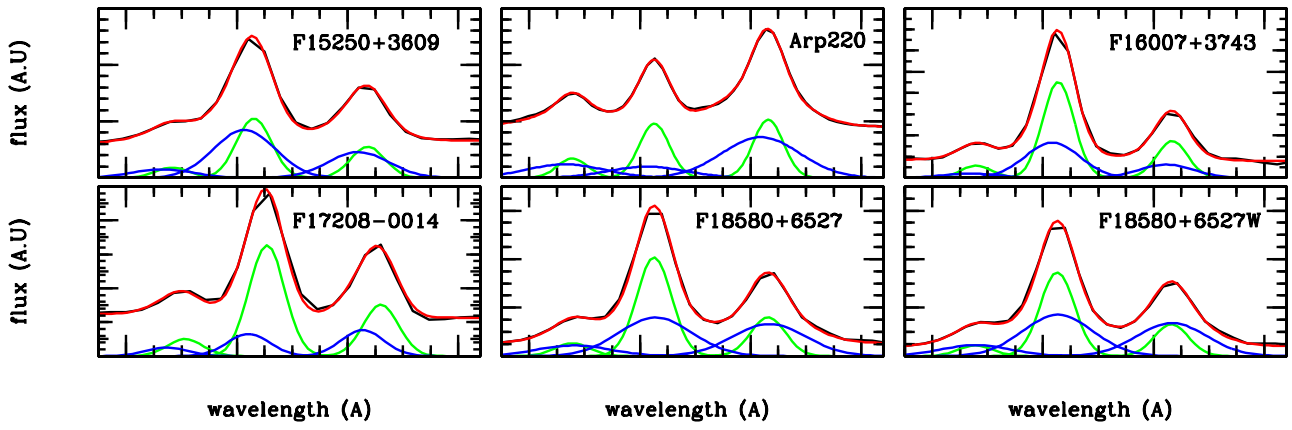 flux (A.U)
F15250+3609
Arp220
F16007+3743
flux (A.U)
F17208-0014
F18580+6527
F18580+6527W
wavelength (A)
wavelength (A)
wavelength (A)